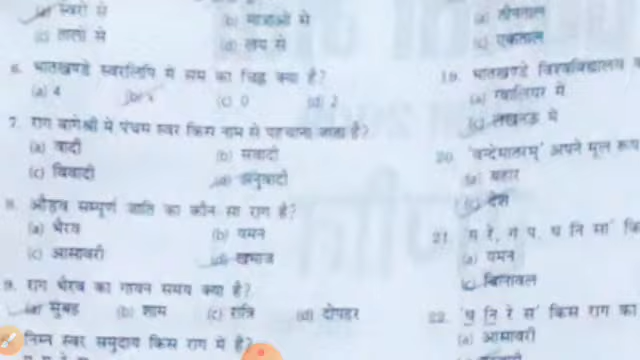 (a) स्वरों से (b) मात्राओं से
(c) तालों से (d) लय से
6. भातखण्डे स्वरलिपि में सम का चिह्न क्या है?
(a) 4 (b) x (c) 0 (d) 2
7. राग बागेश्री में पंचम स्वर किस नाम से पहचाना जाता है?
(a) वादी (b) संवादी
(c) विवादी (d) अनुवादी
8. औड़व सम्पूर्ण जाति का कौन सा राग है?
(a) भैरव (b) यमन
(c) आसावरी (d) खमाज
9. राग भैरव का गायन समय क्या है?
(a) सुबह (b) शाम (c) रात्रि (d) दोपहर
निम्न स्वर समुदाय किस राग में है?
(a) तीनताल
(c) एकताल
19. भातखण्डे विश्वविद्यालय
(a) ग्वालियर में
(c) लखनऊ में
20. 'वन्देमातरम्' अपने मूल रूप
(a) बहार
(c) देश
21. ग रे, ग प, ध नि सां'
(a) यमन
(c) बिलावल
22. 'ध नि रे स' किस राग का
(a) आसावरी